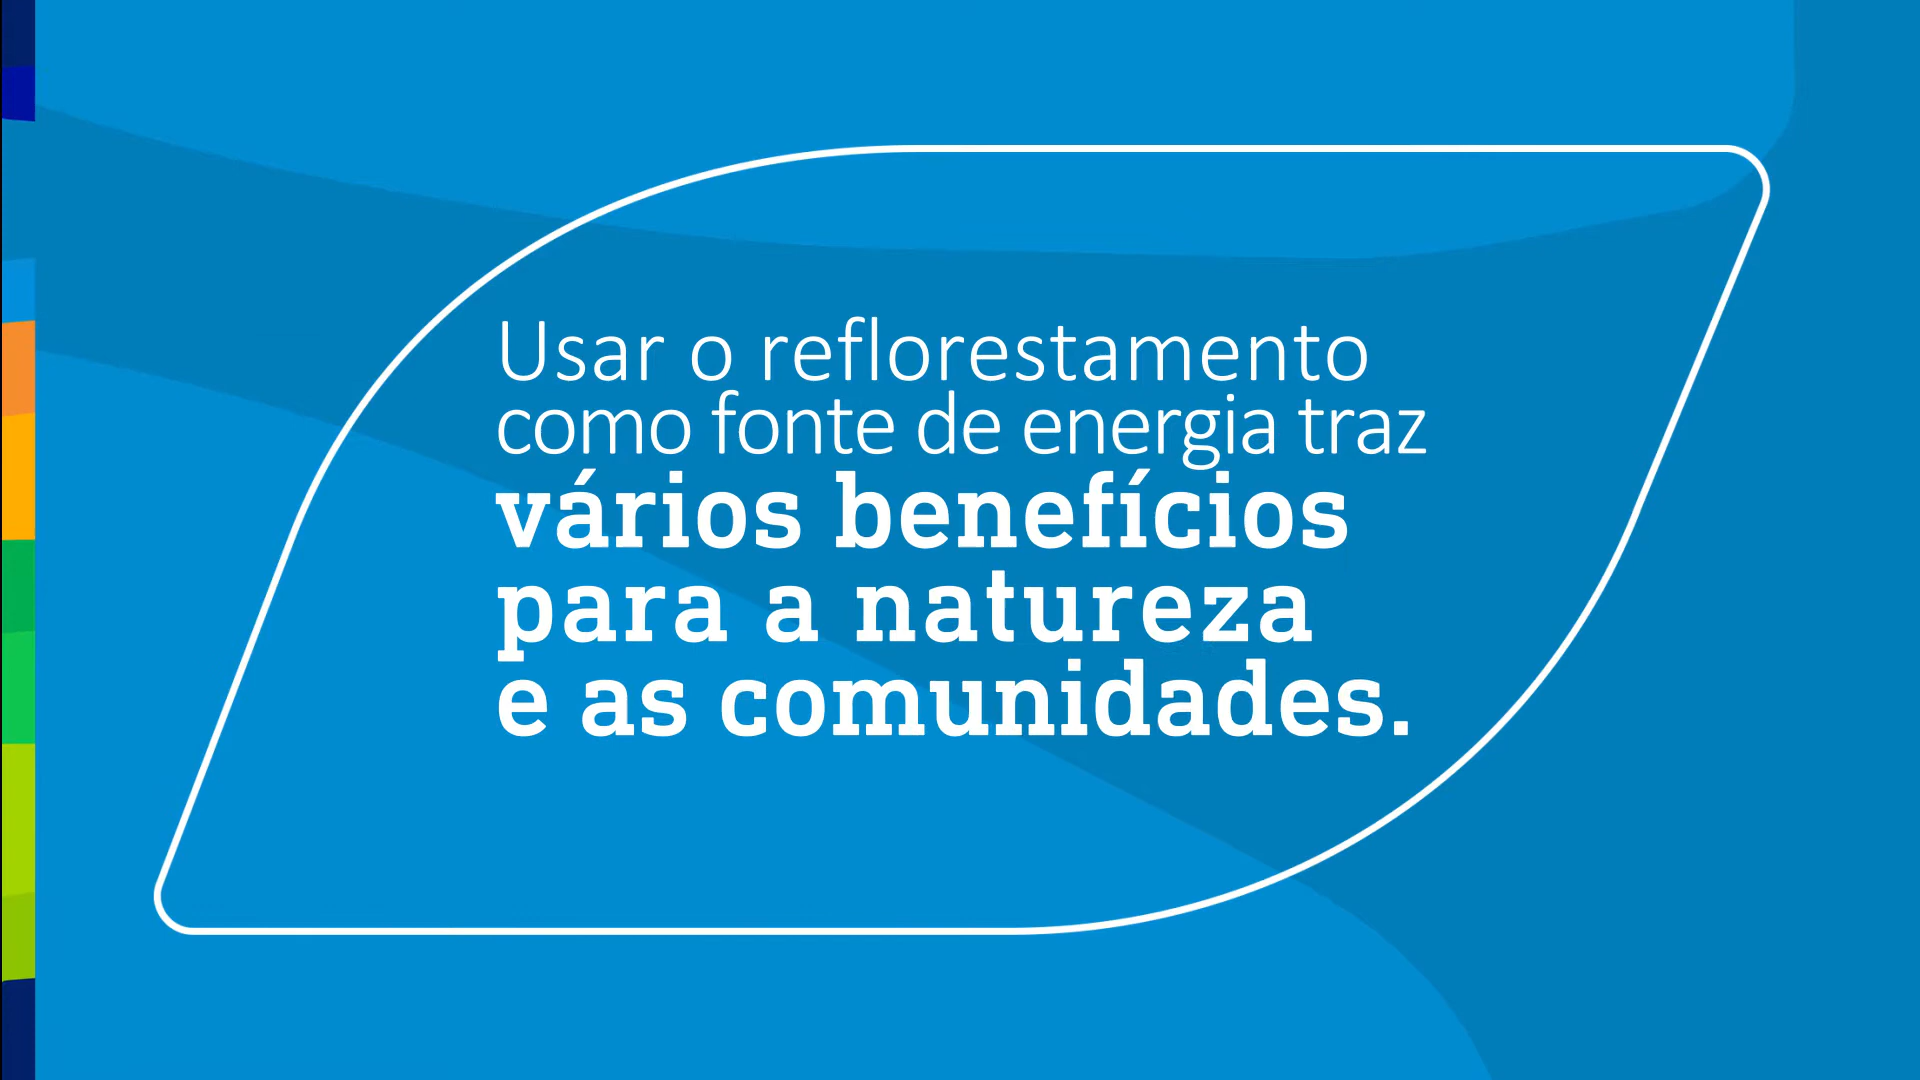 Usar o reflorestamento
como fonte de energia traz
vários benefícios
para a natureza
e as comunidades.